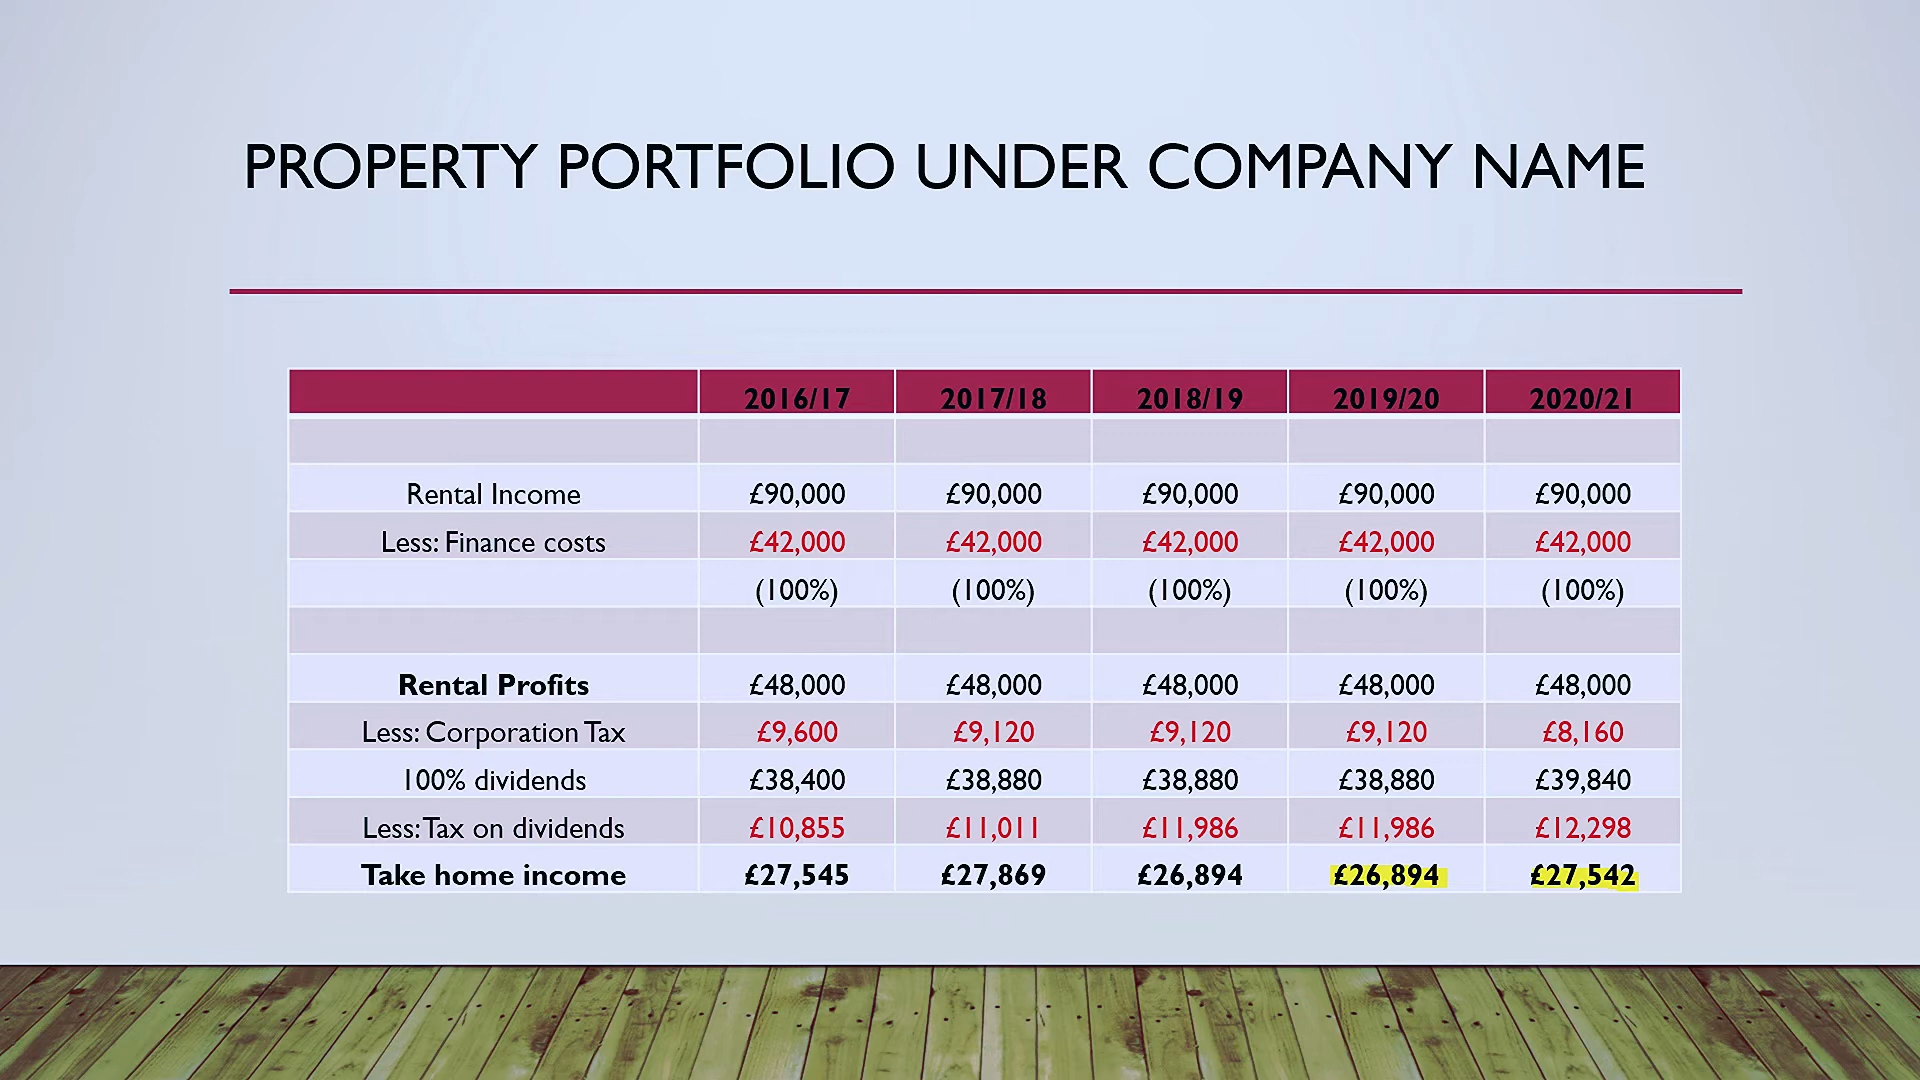 PROPERTY PORTFOLIO UNDER COMPANY NAME
2016/17 2017/18 2018/19 2019/20 2020/21
Rental Income £90,000 £90,000 £90,000 £90,000 £90,000
Less: Finance costs £42,000 £42,000 £42,000 £42,000 £42,000
(100%) (100%) (100%) (100%) (100%)
Rental Profits £48,000 £48,000 £48,000 £48,000 £48,000
Less: Corporation Tax £9,600 £9,120 £9,120 £9,120 £8,160
100% dividends £38,400 £38,880 £38,880 £38,880 £39,840
Less: Tax on dividends £10,855 £11,011 £11,986 £11,986 £12,298
Take home income £27,545 £27,869 £26,894 £26,894 £27,542